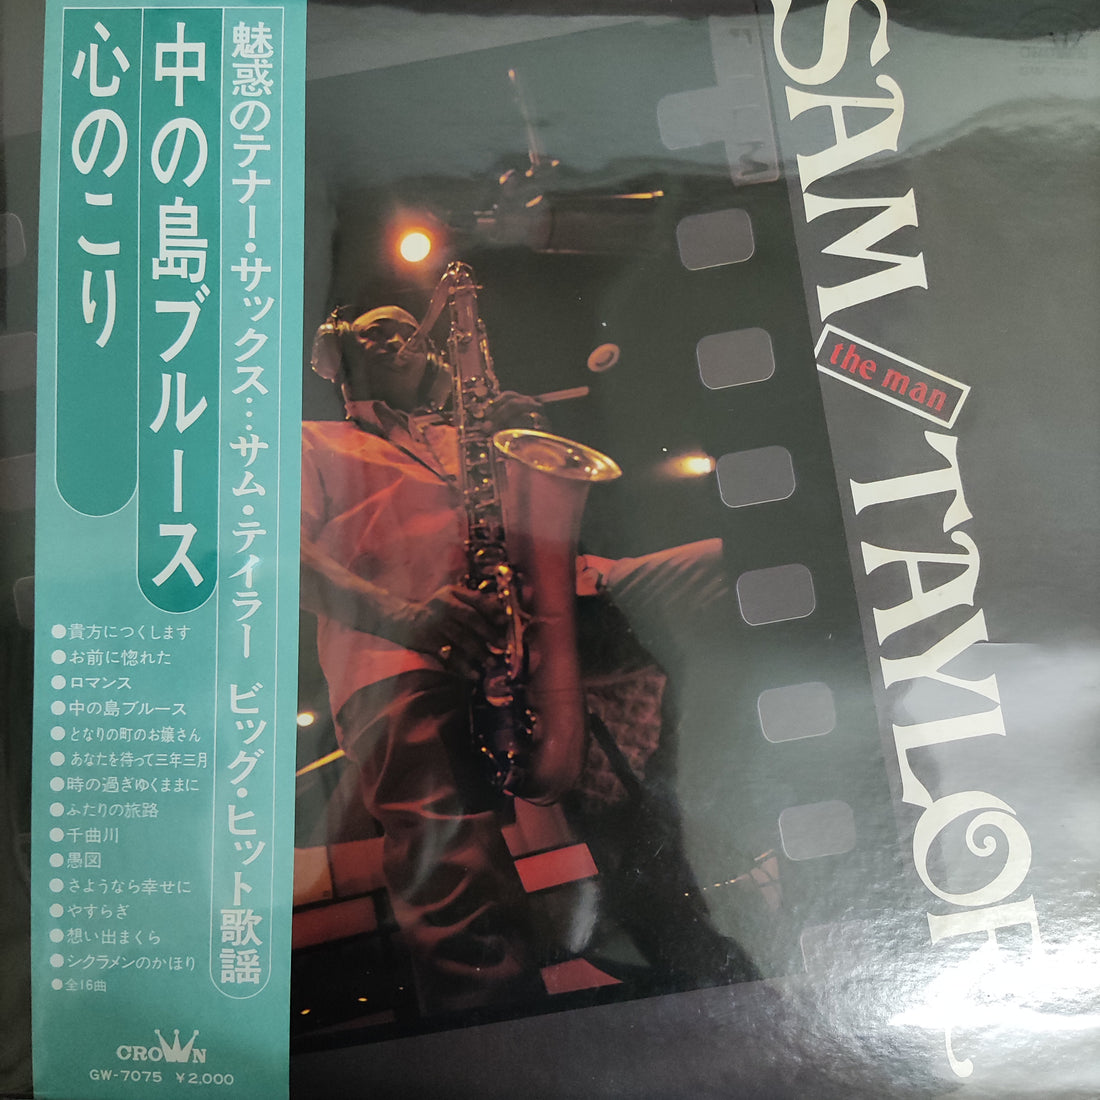 魅惑のテナー・サックス…サム・テイラー ビッグ・ヒット歌謡
中の島ブルース
心のこり
●貴方につくします
●お前に惚れた
●ロマンス
●中の島ブルース
●となりの町のお嬢さん
●あなたを待って三年三月
●時の過ぎゆくままに
●ふたりの旅路
●千曲川
●愚図
●さようなら幸せに
●やすらぎ
●想い出まくら
●シクラメンのかほり
●全16曲
CROWN
GW-7075 ¥2,000
SAM
the man
TAYLOR